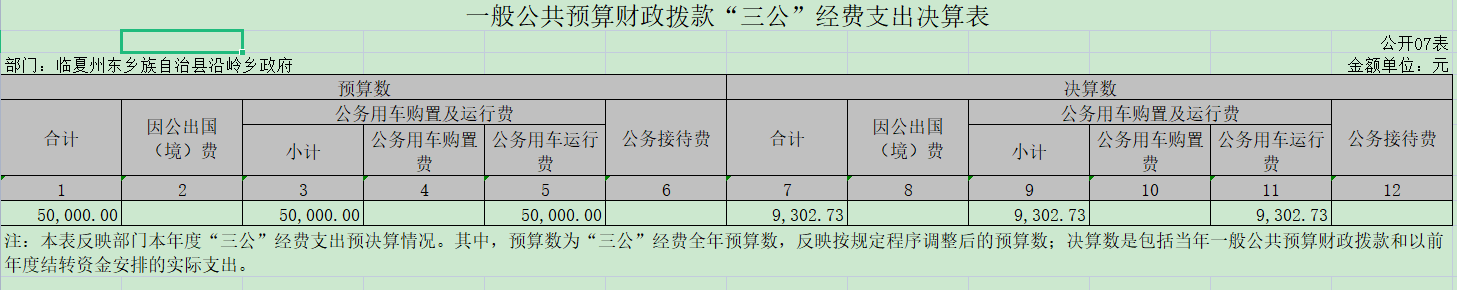 一般公共预算财政拨款“三公”经费支出决算表
公开07表
部门：临夏州东乡族自治县沿岭乡政府 金额单位：元
预算数 决算数
合计 因公出国（境）费 公务用车购置及运行费 公务接待费 合计 因公出国（境）费 公务用车购置及运行费 公务接待费
小计 公务用车购置费 公务用车运行费 小计 公务用车购置费 公务用车运行费
1 2 3 4 5 6 7 8 9 10 11 12
50,000.00 50,000.00 50,000.00 9,302.73 9,302.73 9,302.73
注：本表反映部门本年度“三公”经费支出预决算情况。其中，预算数为“三公”经费全年预算数，反映按规定程序调整后的预算数；决算数是包括当年一般公共预算财政拨款和以前
年度结转资金安排的实际支出。